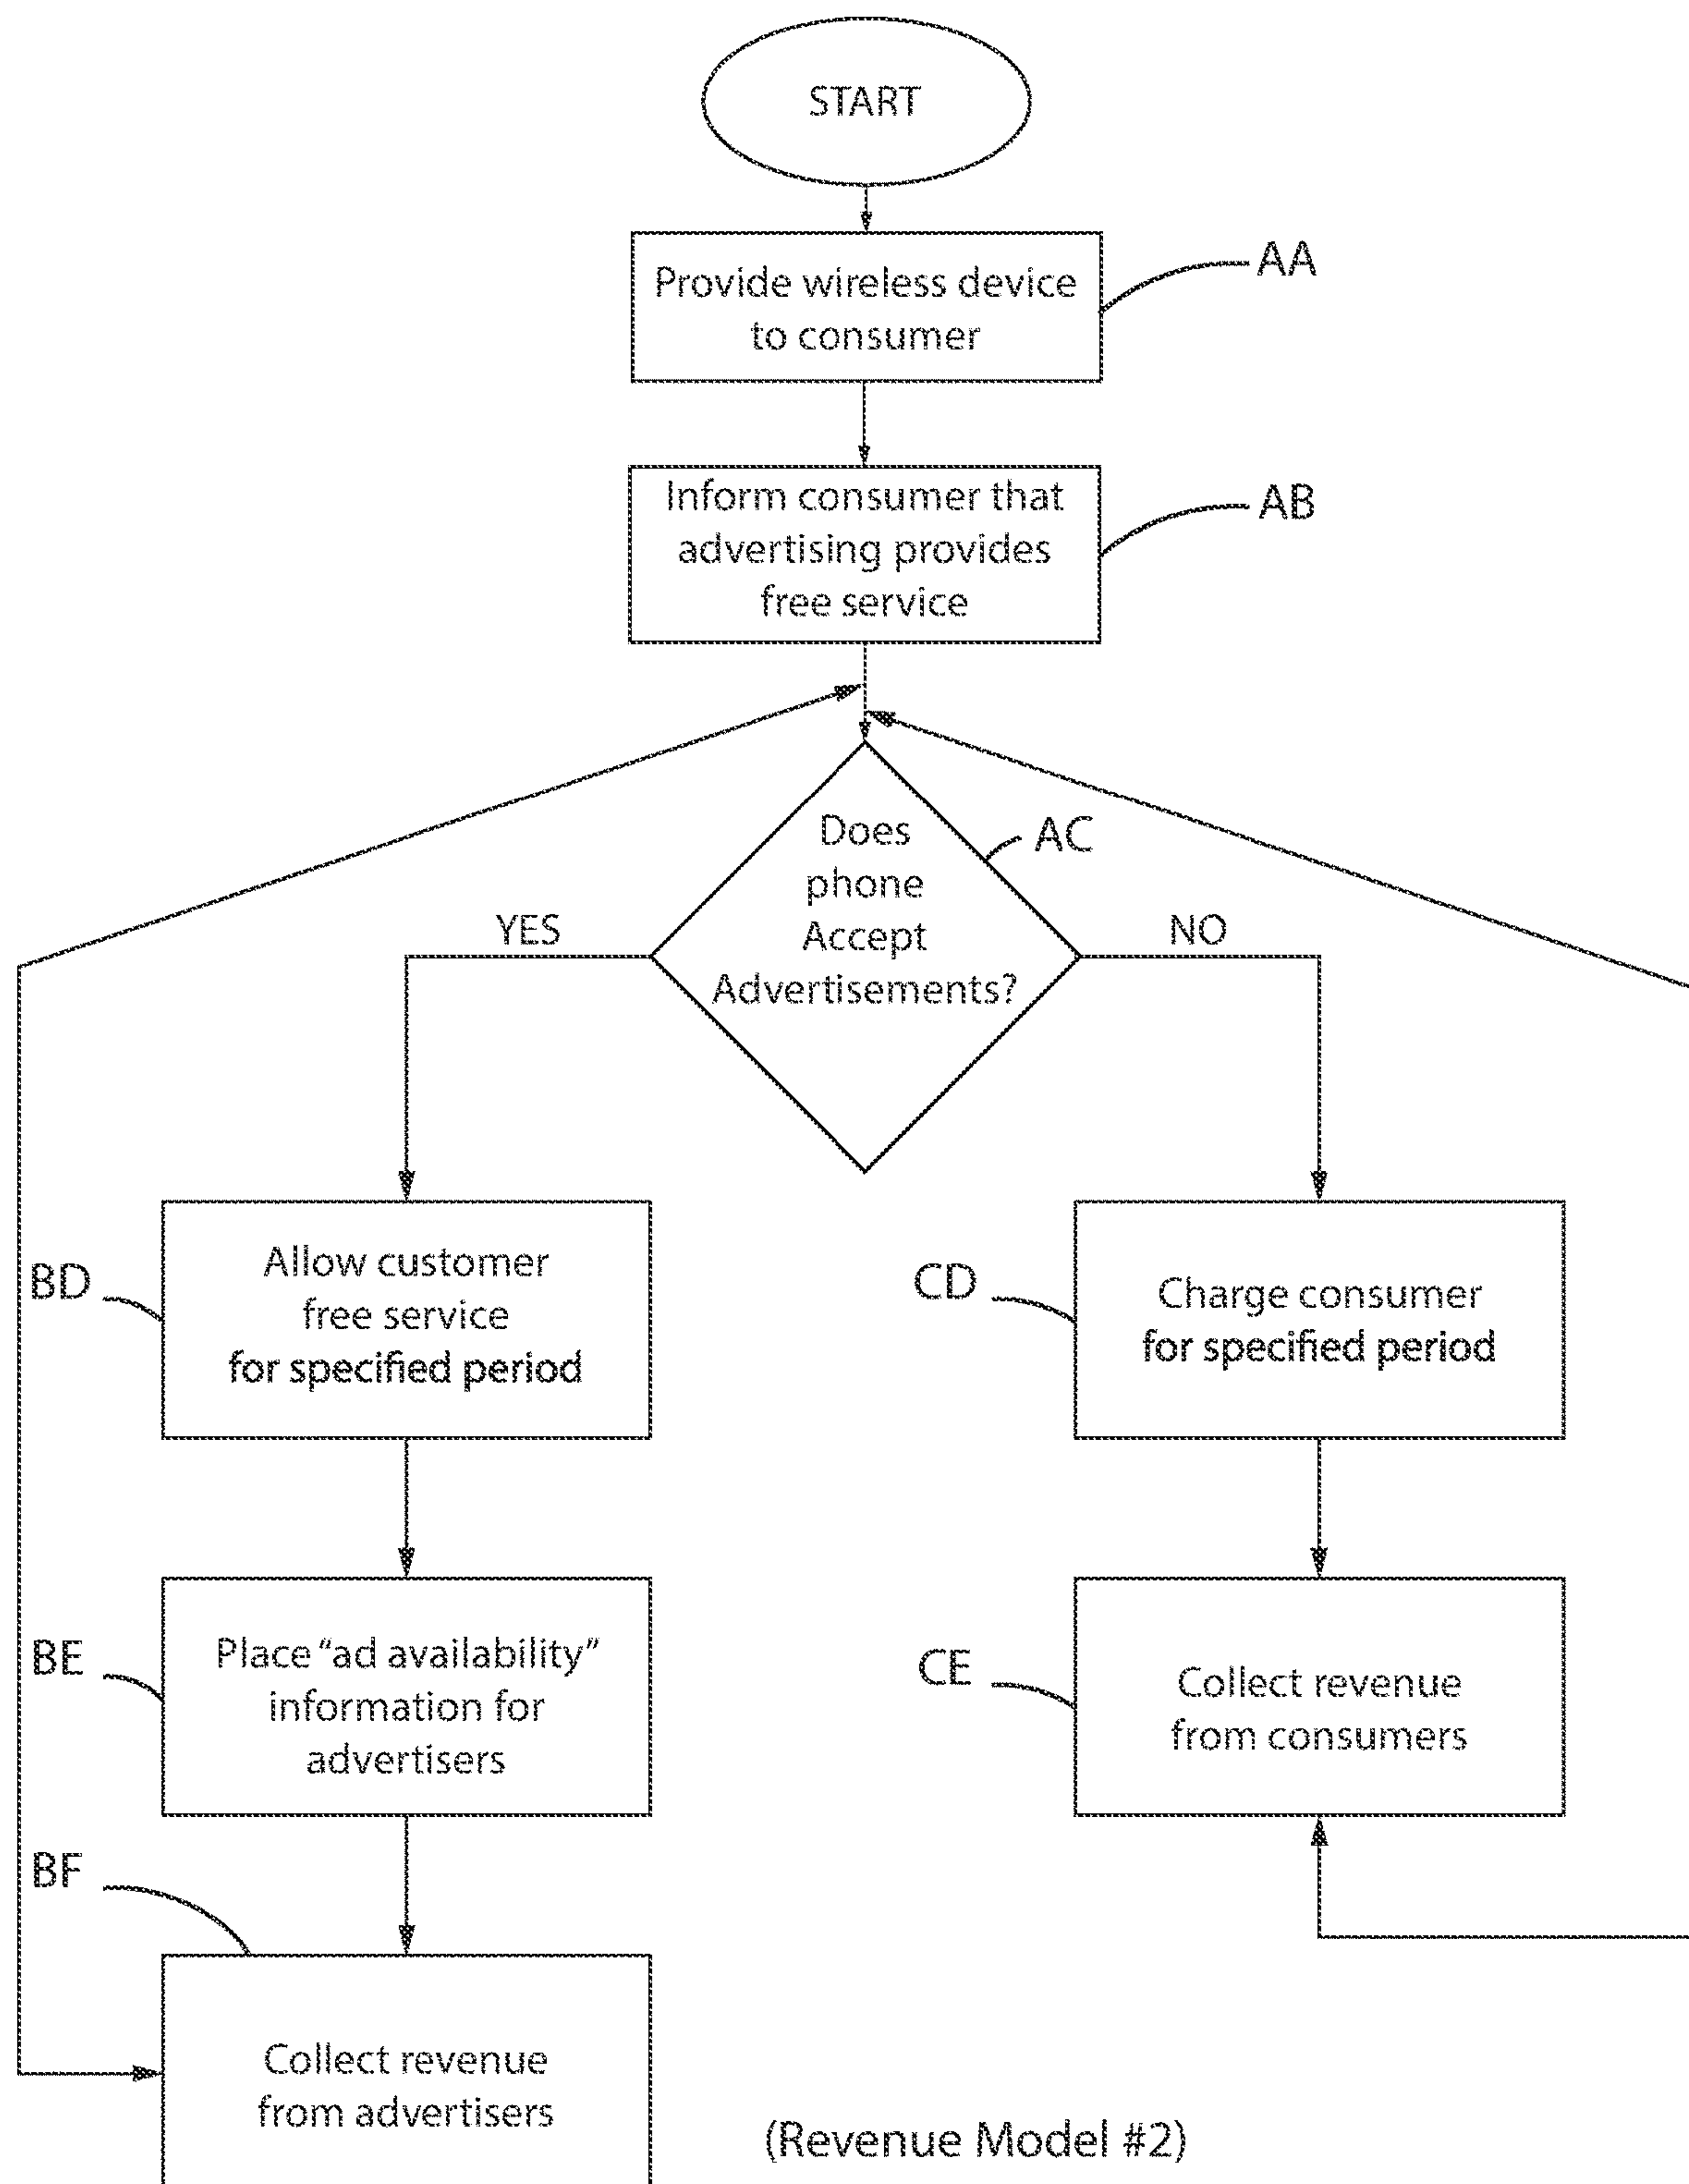 START
Provide wireless device
to consumer
AA
Inform consumer that
advertising provides
free service
AB
Does
phone
Accept
Advertisements?
AC
YES
NO
BD
Allow customer
free service
for specified period
CD
Charge consumer
for specified period
BE
Place "ad availability"
information for
advertisers
CE
Collect revenue
from consumers
BF
Collect revenue
from advertisers
(Revenue Model #2)